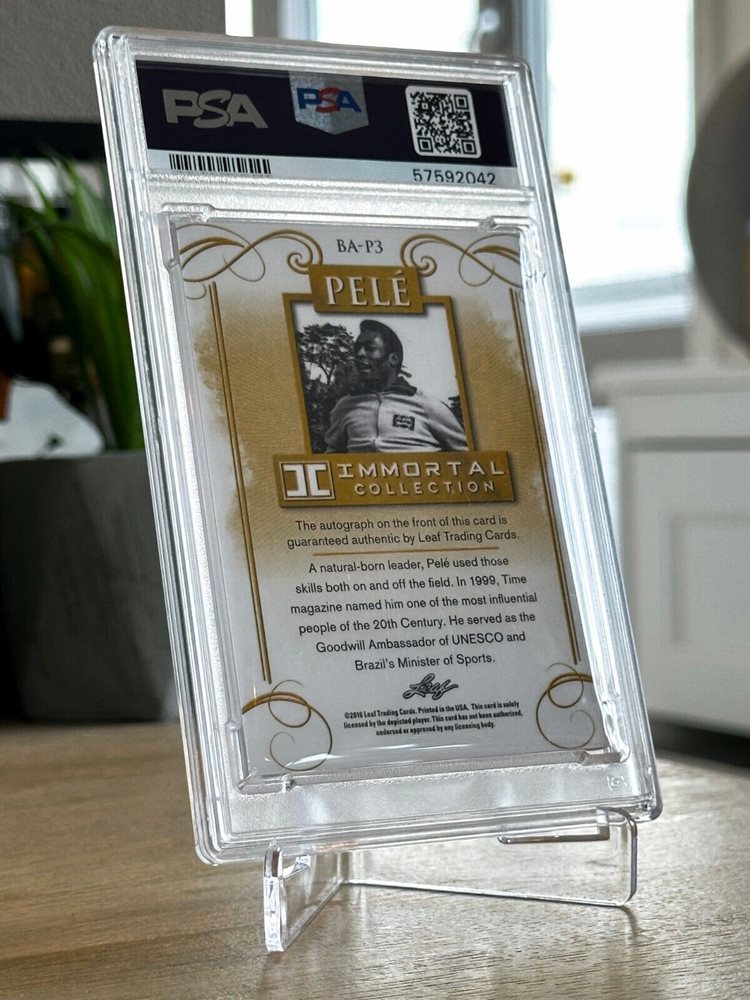 PSA PSA
57592042
BA-P3
PELÉ
IMMORTAL
COLLECTION
The autograph on the front of this card is
guaranteed authentic by Leaf Trading Cards.
A natural-born leader, Pelé used those
skills both on and off the field. In 1999, Time
magazine named him one of the most influential
people of the 20th Century. He served as the
Goodwill Ambassador of UNESCO and
Brazil's Minister of Sports.
Leaf
©2016 Leaf Trading Cards. Printed in the USA. This card is solely
licensed by the depicted player. This card has not been authorized,
endorsed or approved by any licensing body.